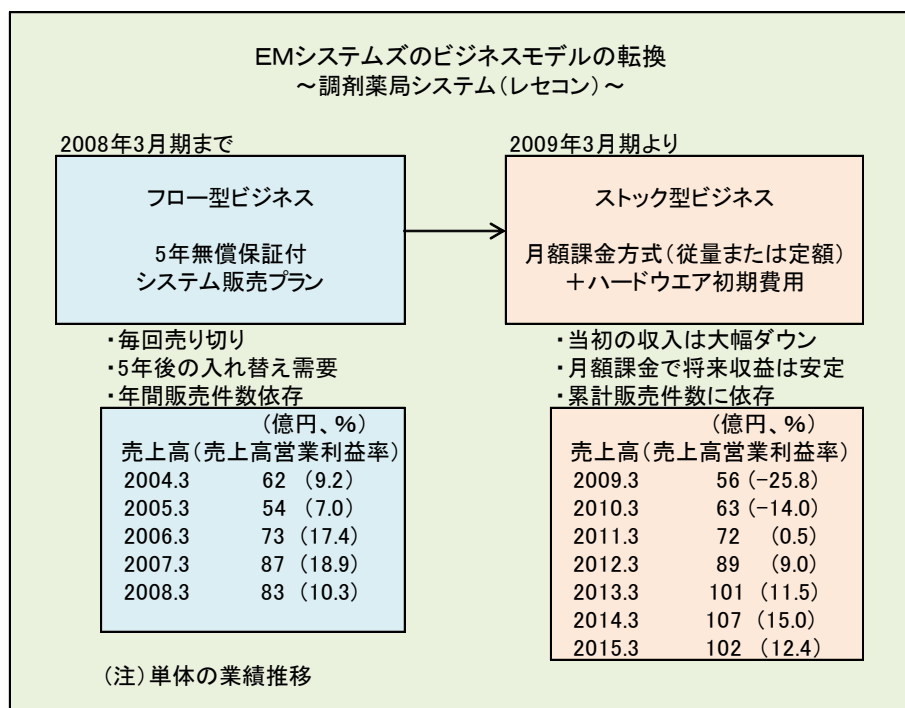 EMシステムズのビジネスモデルの転換
～調剤薬局システム(レセコン)～
2008年3月期まで
フロー型ビジネス
5年無償保証付
システム販売プラン
・毎回売り切り
・5年後の入れ替え需要
・年間販売件数依存
(億円、%)
売上高(売上高営業利益率)
2004.3 62 (9.2)
2005.3 54 (7.0)
2006.3 73 (17.4)
2007.3 87 (18.9)
2008.3 83 (10.3)
2009年3月期より
ストック型ビジネス
月額課金方式(従量または定額)
＋ハードウエア初期費用
・当初の収入は大幅ダウン
・月額課金で将来収益は安定
・累計販売件数に依存
(億円、%)
売上高(売上高営業利益率)
2009.3 56 (-25.8)
2010.3 63 (-14.0)
2011.3 72 (0.5)
2012.3 89 (9.0)
2013.3 101 (11.5)
2014.3 107 (15.0)
2015.3 102 (12.4)
(注)単体の業績推移